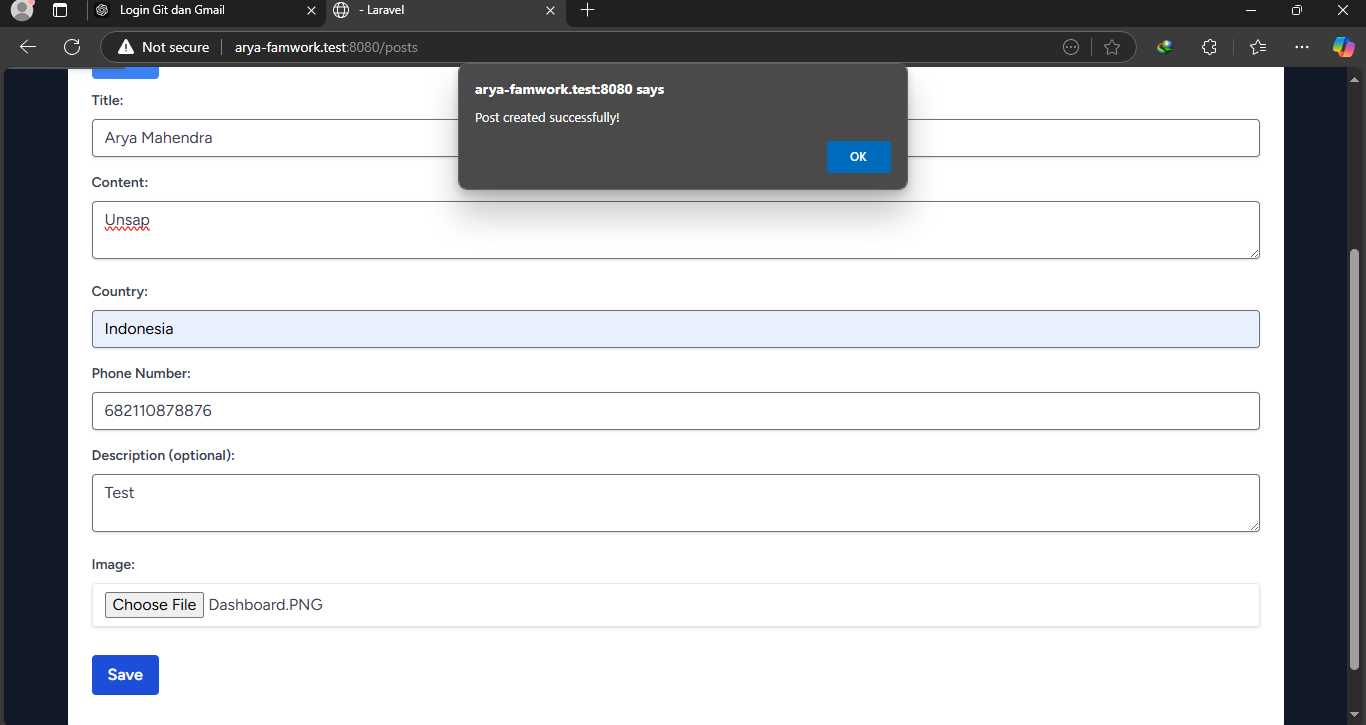 Login Git dan Gmail
- Laravel
Not secure
arya-famwork.test:8080/posts
arya-famwork.test:8080 says
Post created successfully!
OK
Title:
Arya Mahendra
Content:
Unsap
Country:
Indonesia
Phone Number:
682110878876
Description (optional):
Test
Image:
Choose File Dashboard.PNG
Save